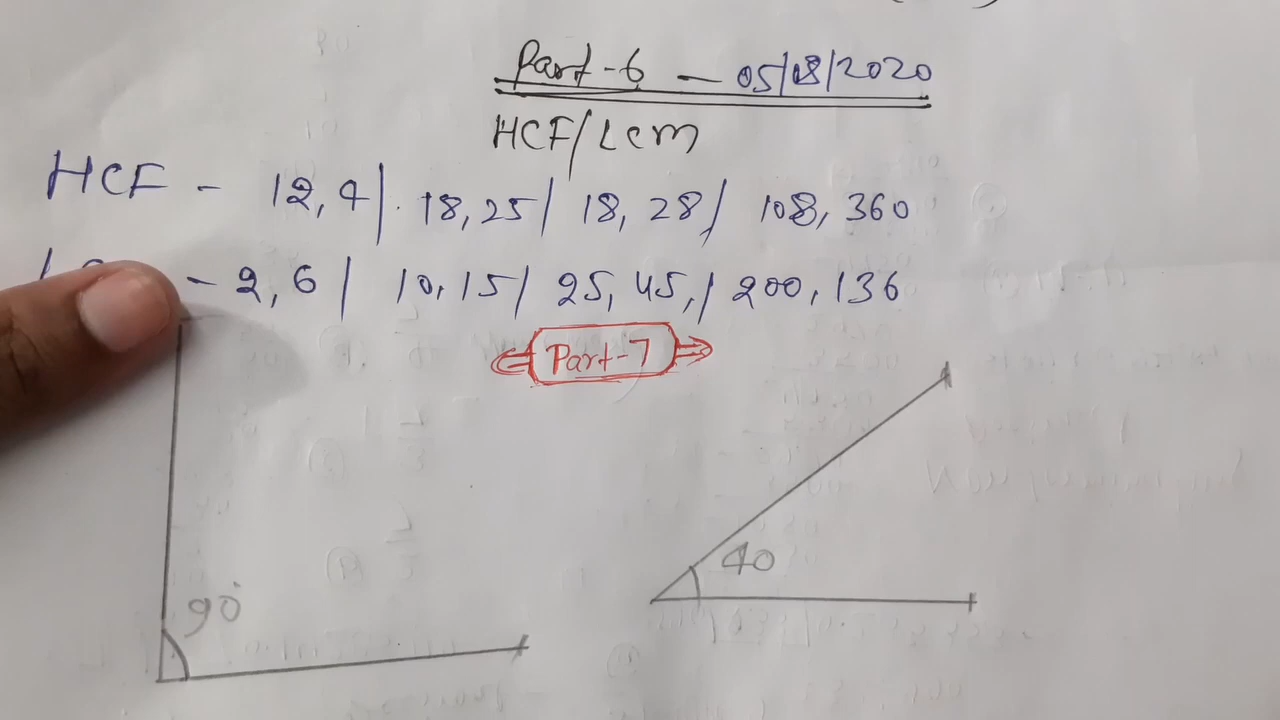 Part-6 - 05/08/2020
HCF/Lcm
HCF - 12, 4 | 18, 25 | 18, 28 | 108, 360
- 2, 6 | 10, 15 | 25, 45, | 200, 136
Part-7
90°
40